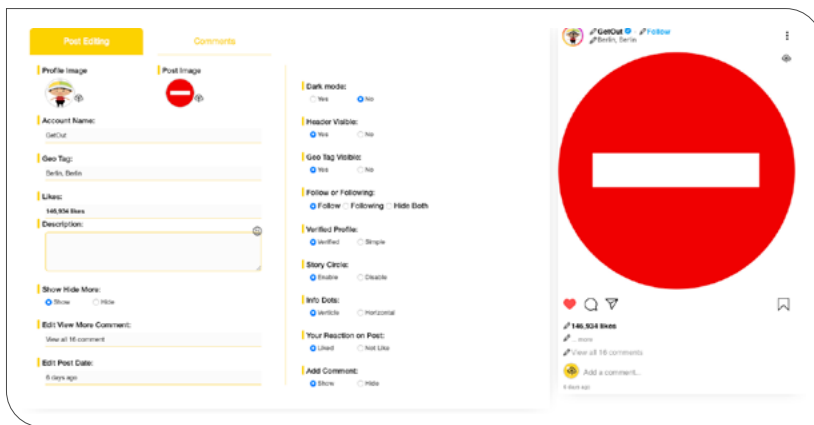 Post Editing
Comments
Profile Image
Post Image
Account Name:
GetOut
Geo Tag:
Berlin, Berlin
Likes:
146,934 likes
Description:
Show Hide More:
Show Hide
Edit View More Comment:
View all 16 comment
Edit Post Date:
6 days ago
Dark mode:
Yes No
Header Visible:
Yes No
Geo Tag Visible:
Yes No
Follow or Following:
Follow Following Hide Both
Verified Profile:
Verified Simple
Story Circle:
Enable Disable
Info Dots:
Verticle Horizontal
Your Reaction on Post:
Liked Not Like
Add Comment:
Show Hide
GetOut Follow
Berlin, Berlin
146,934 likes
... more
View all 16 comments
Add a comment...
6 days ago